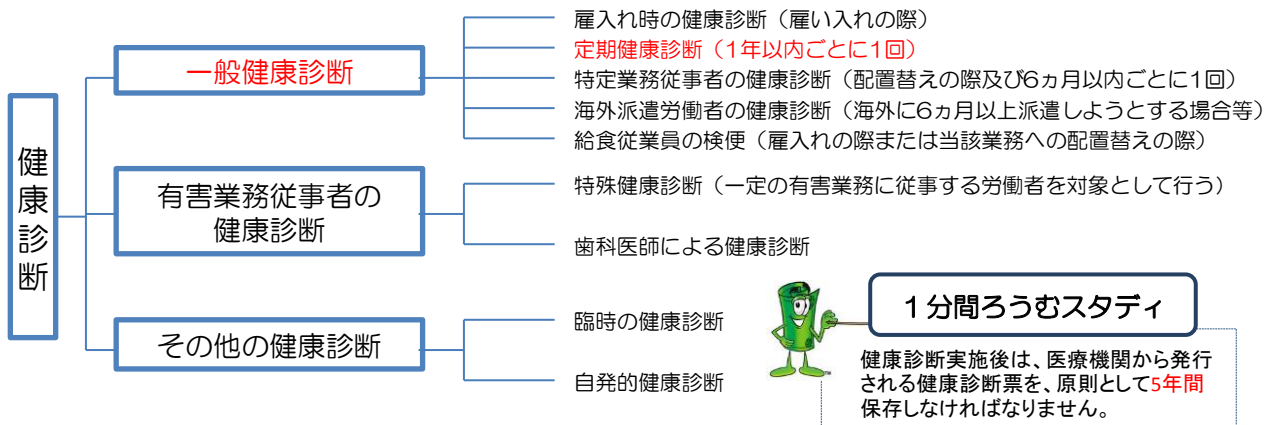 健康診断
一般健康診断
雇入れ時の健康診断（雇い入れの際）
定期健康診断（1年以内ごとに1回）
特定業務従事者の健康診断（配置替えの際及び6ヵ月以内ごとに1回）
海外派遣労働者の健康診断（海外に6ヵ月以上派遣しようとする場合等）
給食従業員の検便（雇入れの際または当該業務への配置替えの際）
有害業務従事者の
健康診断
特殊健康診断（一定の有害業務に従事する労働者を対象として行う）
歯科医師による健康診断
その他の健康診断
臨時の健康診断
自発的健康診断
１分間ろうむスタディ
健康診断実施後は、医療機関から発行
される健康診断票を、原則として5年間
保存しなければなりません。